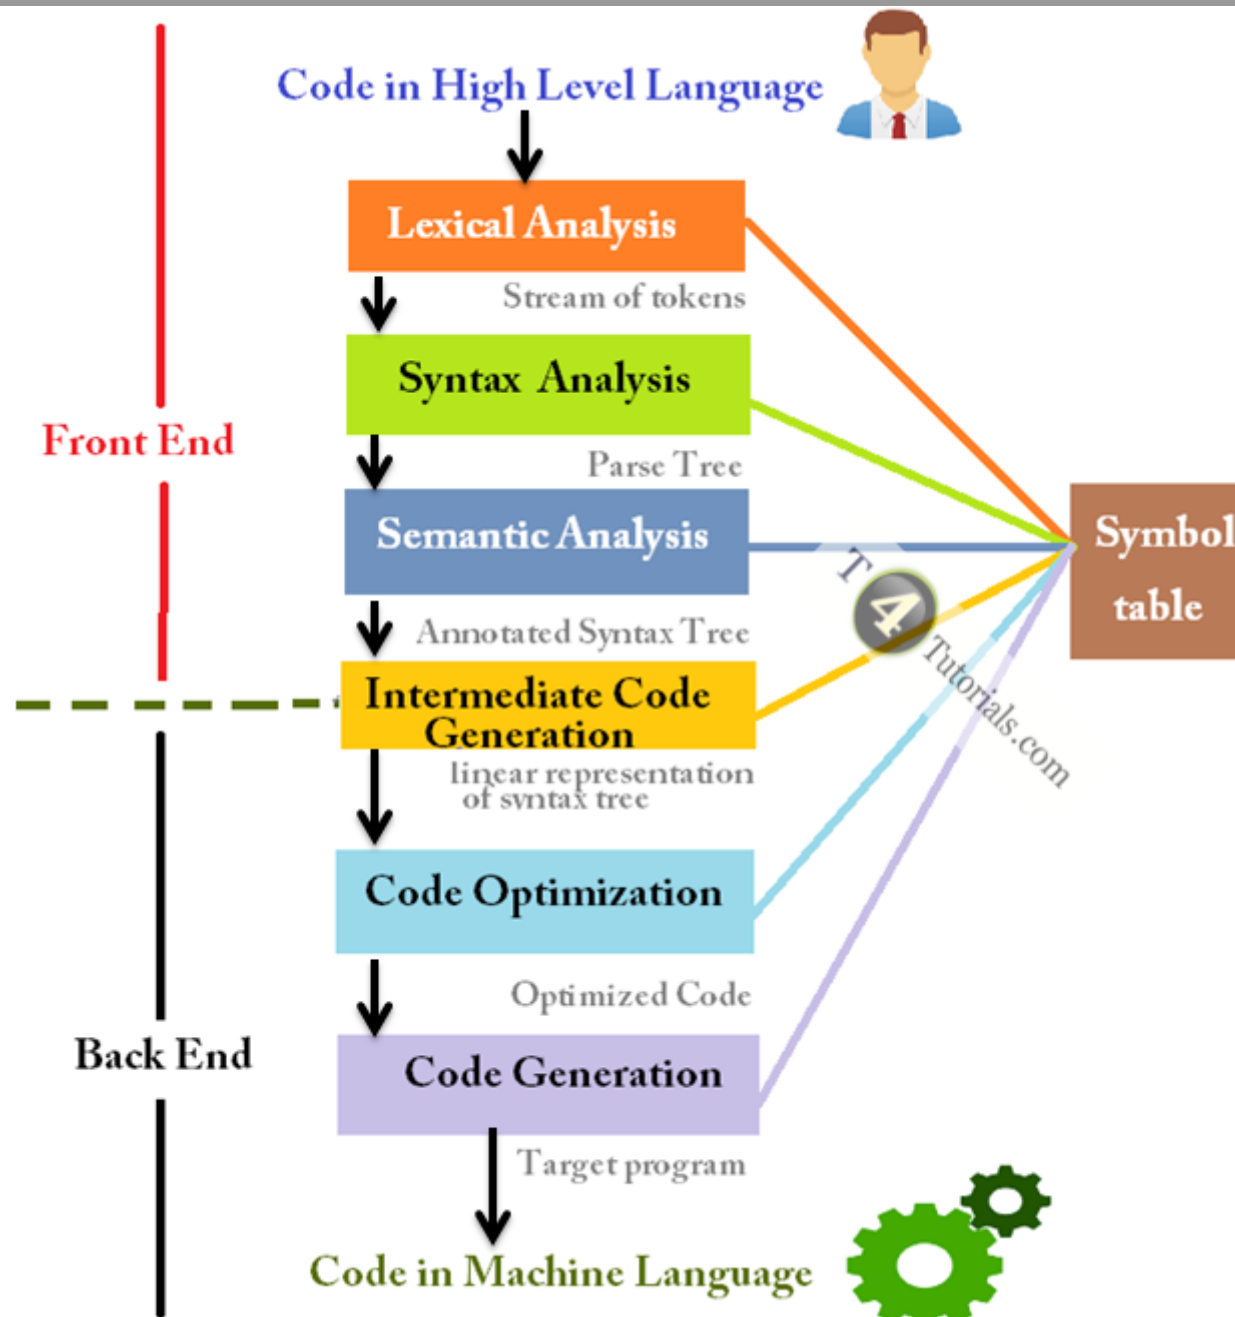 Code in High Level Language
Lexical Analysis
Stream of tokens
Syntax Analysis
Front End
Parse Tree
Semantic Analysis
Symbol
table
T
4
Tutorials.com
Annotated Syntax Tree
Intermediate Code
Generation
linear representation
of syntax tree
Code Optimization
Optimized Code
Back End
Code Generation
Target program
Code in Machine Language